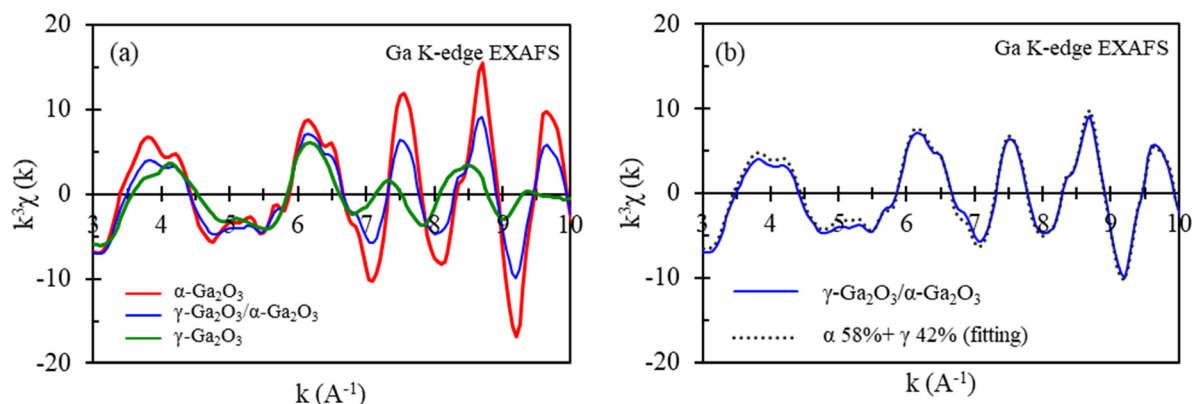 (a)
Ga K-edge EXAFS
20
10
0
-10
-20
k³χ (k)
3 4 5 6 7 8 9 10
α-Ga₂O₃
γ-Ga₂O₃/α-Ga₂O₃
γ-Ga₂O₃
k (A⁻¹)
(b)
Ga K-edge EXAFS
20
10
0
-10
-20
k³χ (k)
3 4 5 6 7 8 9 10
γ-Ga₂O₃/α-Ga₂O₃
α 58%+ γ 42% (fitting)
k (A⁻¹)